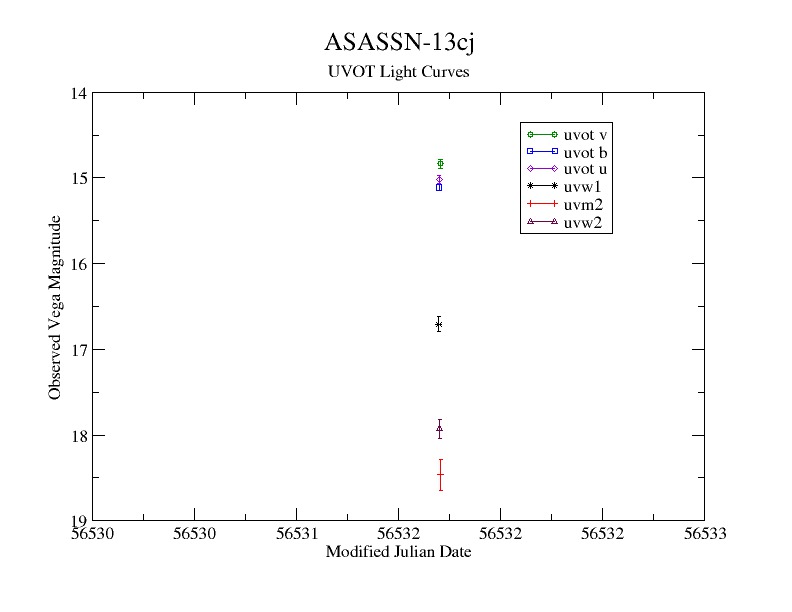 ASASSN-13cj
UVOT Light Curves
14
15
16
17
18
19
Observed Vega Magnitude
uvot v
uvot b
uvot u
uvw1
uvm2
uvw2
56530
56530
56531
56532
56532
56532
56533
Modified Julian Date